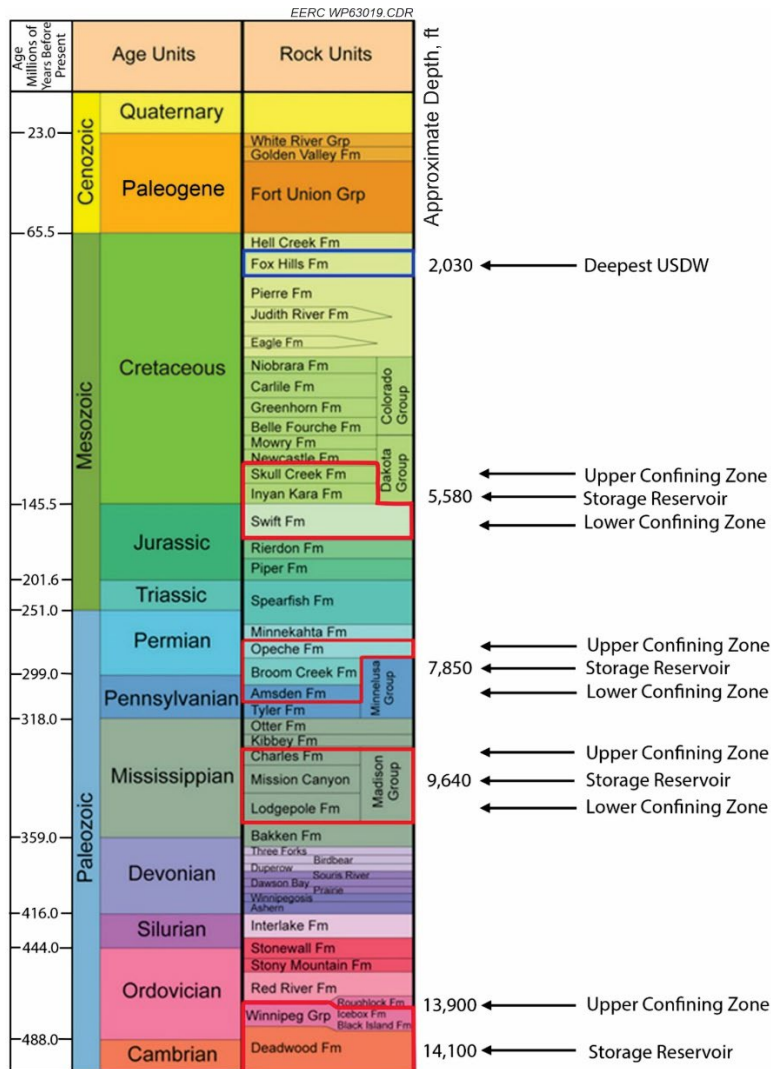 EERC WP63019.CDR
Age
Millions of
Years Before
Present
Age Units
Rock Units
Approximate Depth, ft
Cenozoic
Quaternary
23.0
White River Grp
Golden Valley Fm
Paleogene
Fort Union Grp
65.5
Mesozoic
Cretaceous
Hell Creek Fm
Fox Hills Fm
2,030
Deepest USDW
Pierre Fm
Judith River Fm
Eagle Fm
Niobrara Fm
Carlile Fm
Greenhorn Fm
Belle Fourche Fm
Colorado
Group
Mowry Fm
Newcastle Fm
Skull Creek Fm
Upper Confining Zone
Inyan Kara Fm
Dakota
Group
5,580
Storage Reservoir
145.5
Jurassic
Swift Fm
Lower Confining Zone
Rierdon Fm
Piper Fm
201.6
Triassic
Spearfish Fm
251.0
Paleozoic
Permian
Minnekahta Fm
Opeche Fm
Upper Confining Zone
Broom Creek Fm
7,850
Storage Reservoir
299.0
Pennsylvanian
Amsden Fm
Lower Confining Zone
Tyler Fm
Minnelusa
Group
318.0
Mississippian
Otter Fm
Kibbey Fm
Charles Fm
Upper Confining Zone
Mission Canyon
9,640
Storage Reservoir
Lodgepole Fm
Lower Confining Zone
Madison
Group
359.0
Bakken Fm
Devonian
Three Forks
Birdbear
Duperow
Souris River
Dawson Bay
Prairie
Winnipegosis
Ashern
416.0
Silurian
Interlake Fm
444.0
Ordovician
Stonewall Fm
Stony Mountain Fm
Red River Fm
Roughlock Fm
13,900
Upper Confining Zone
Winnipeg Grp
Icebox Fm
Black Island Fm
488.0
Cambrian
Deadwood Fm
14,100
Storage Reservoir